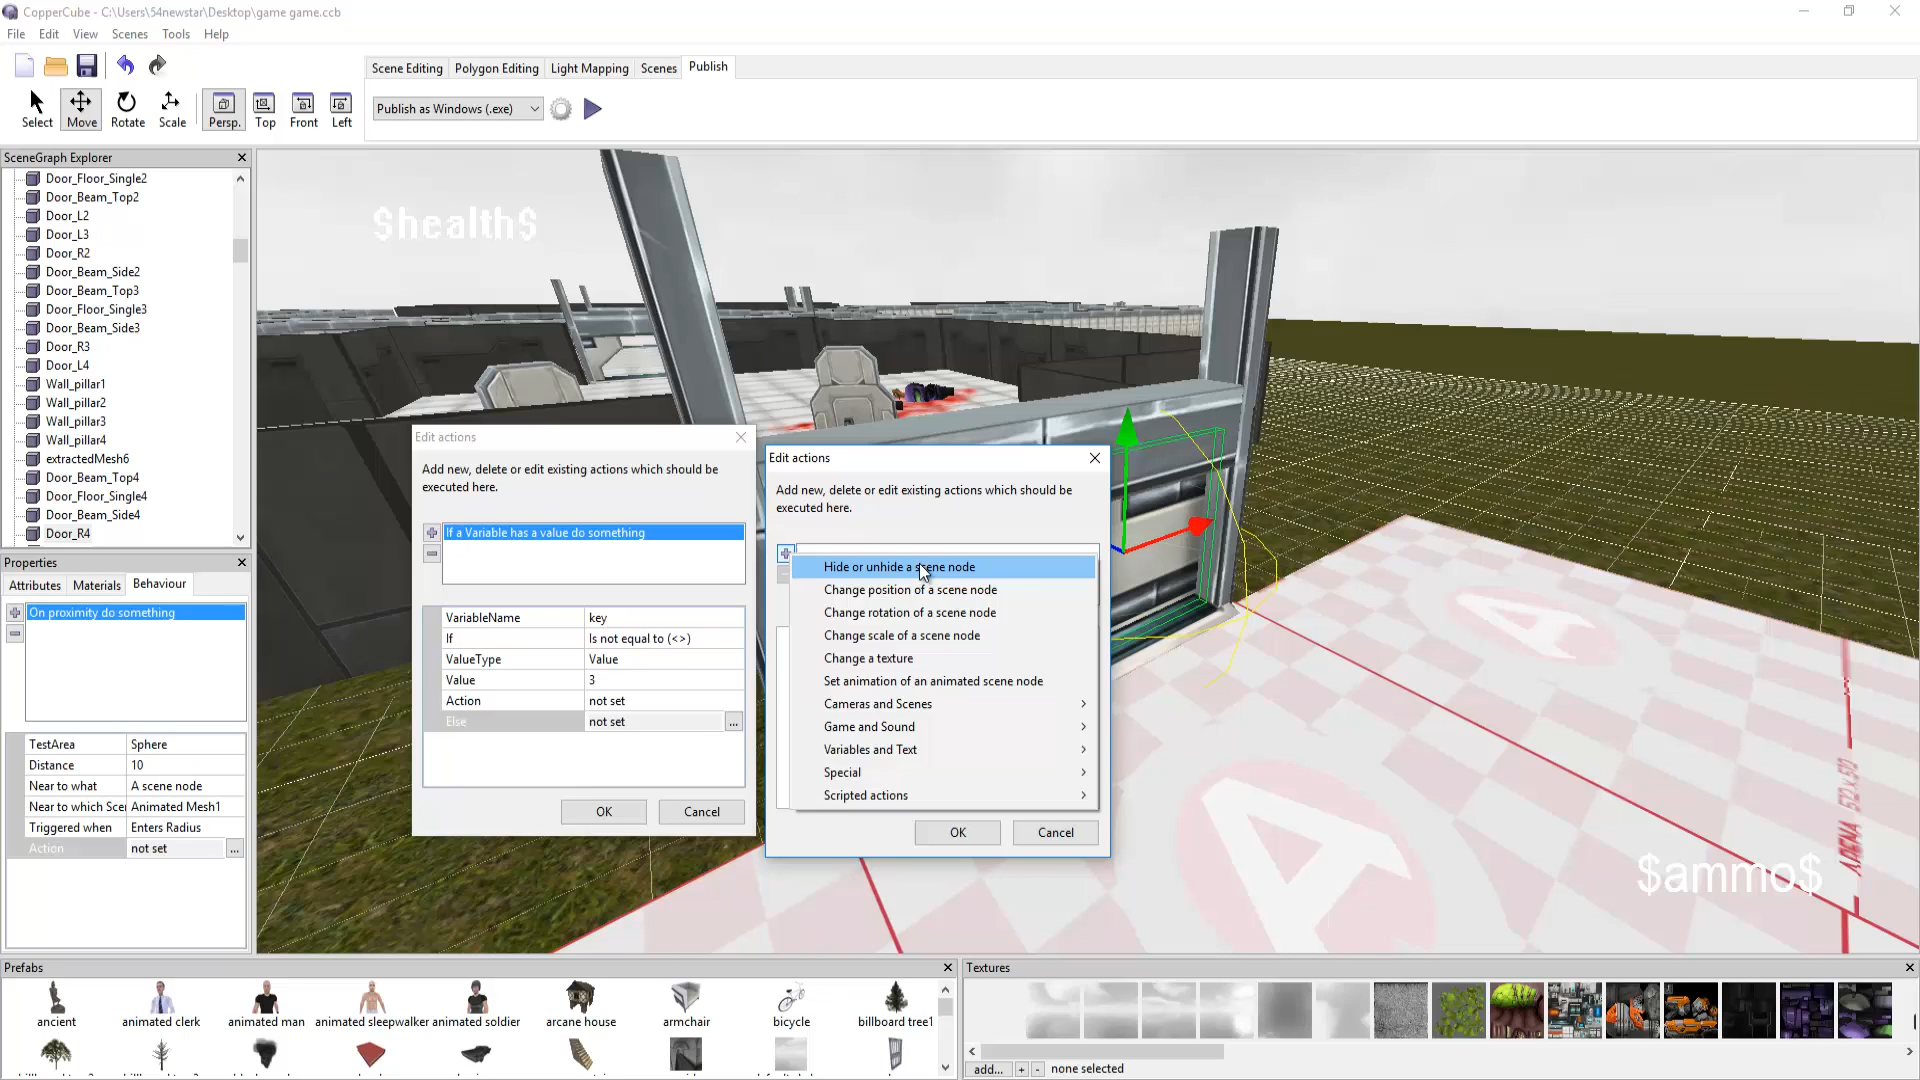 CopperCube - C:\Users\54newstar\Desktop\game game.ccb
File Edit View Scenes Tools Help
Scene Editing Polygon Editing Light Mapping Scenes Publish
Select Move Rotate Scale Persp. Top Front Left
Publish as Windows (.exe)
SceneGraph Explorer
Door_Floor_Single2
Door_Beam_Top2
Door_L2
Door_L3
Door_R2
Door_Beam_Side2
Door_Beam_Top3
Door_Floor_Single3
Door_Beam_Side3
Door_R3
Door_L4
Wall_pillar1
Wall_pillar2
Wall_pillar3
Wall_pillar4
extractedMesh6
Door_Beam_Top4
Door_Floor_Single4
Door_Beam_Side4
Door_R4
Properties
Attributes Materials Behaviour
On proximity do something
TestArea Sphere
Distance 10
Near to what A scene node
Near to which Scer Animated Mesh1
Triggered when Enters Radius
Action not set ...
$health$
Edit actions
Add new, delete or edit existing actions which should be
executed here.
If a Variable has a value do something
VariableName key
If Is not equal to (<>)
ValueType Value
Value 3
Action not set
Else not set ...
OK Cancel
Edit actions
Add new, delete or edit existing actions which should be
executed here.
Hide or unhide a scene node
Change position of a scene node
Change rotation of a scene node
Change scale of a scene node
Change a texture
Set animation of an animated scene node
Cameras and Scenes
Game and Sound
Variables and Text
Special
Scripted actions
OK Cancel
A
A
ARENA 512 x 512
$ammo$
Prefabs
ancient animated clerk animated man animated sleepwalker animated soldier arcane house armchair bicycle billboard tree1
Textures
add... + - none selected